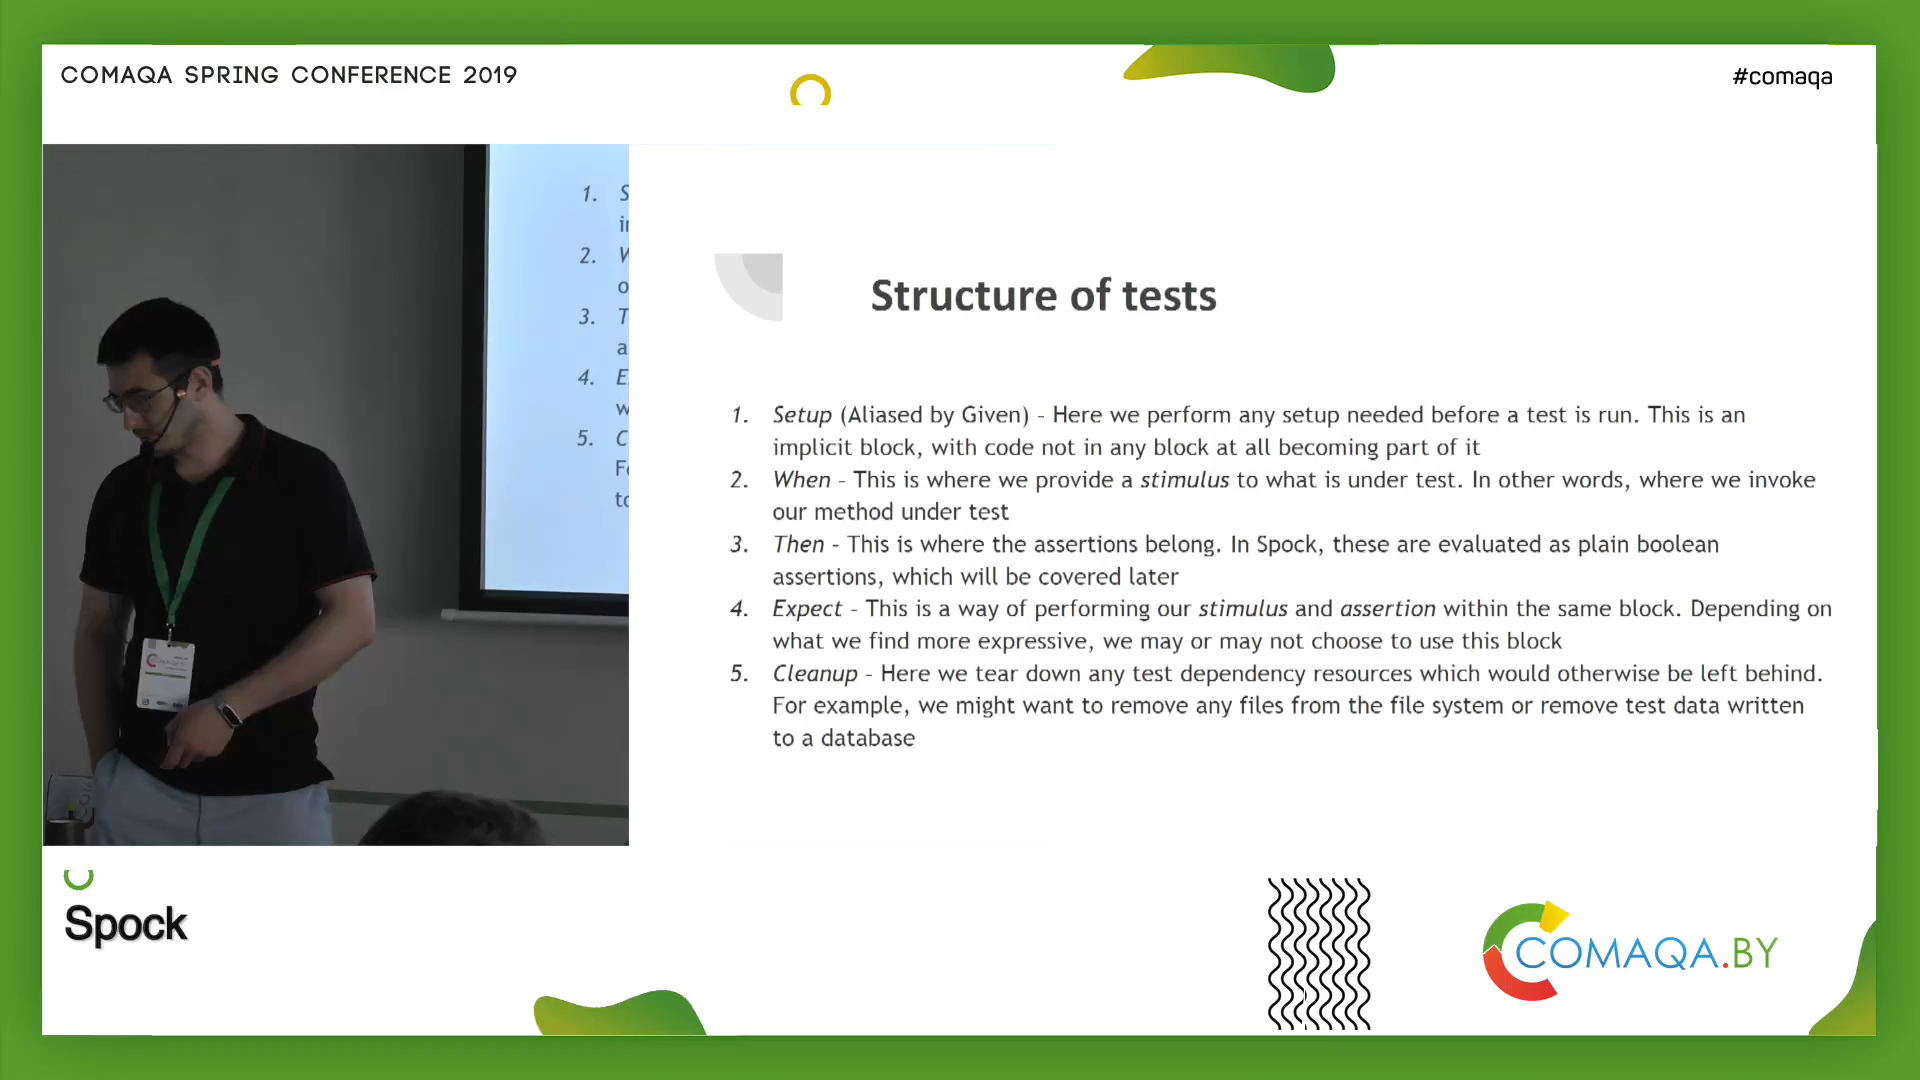 COMAQA SPRING CONFERENCE 2019
#comaqa
1. S
in
2. W
o
3. T
a
4. E
w
5. C
Fo
to
Structure of tests
1. Setup (Aliased by Given) - Here we perform any setup needed before a test is run. This is an
implicit block, with code not in any block at all becoming part of it
2. When - This is where we provide a stimulus to what is under test. In other words, where we invoke
our method under test
3. Then - This is where the assertions belong. In Spock, these are evaluated as plain boolean
assertions, which will be covered later
4. Expect - This is a way of performing our stimulus and assertion within the same block. Depending on
what we find more expressive, we may or may not choose to use this block
5. Cleanup - Here we tear down any test dependency resources which would otherwise be left behind.
For example, we might want to remove any files from the file system or remove test data written
to a database
Spock
COMAQA.BY